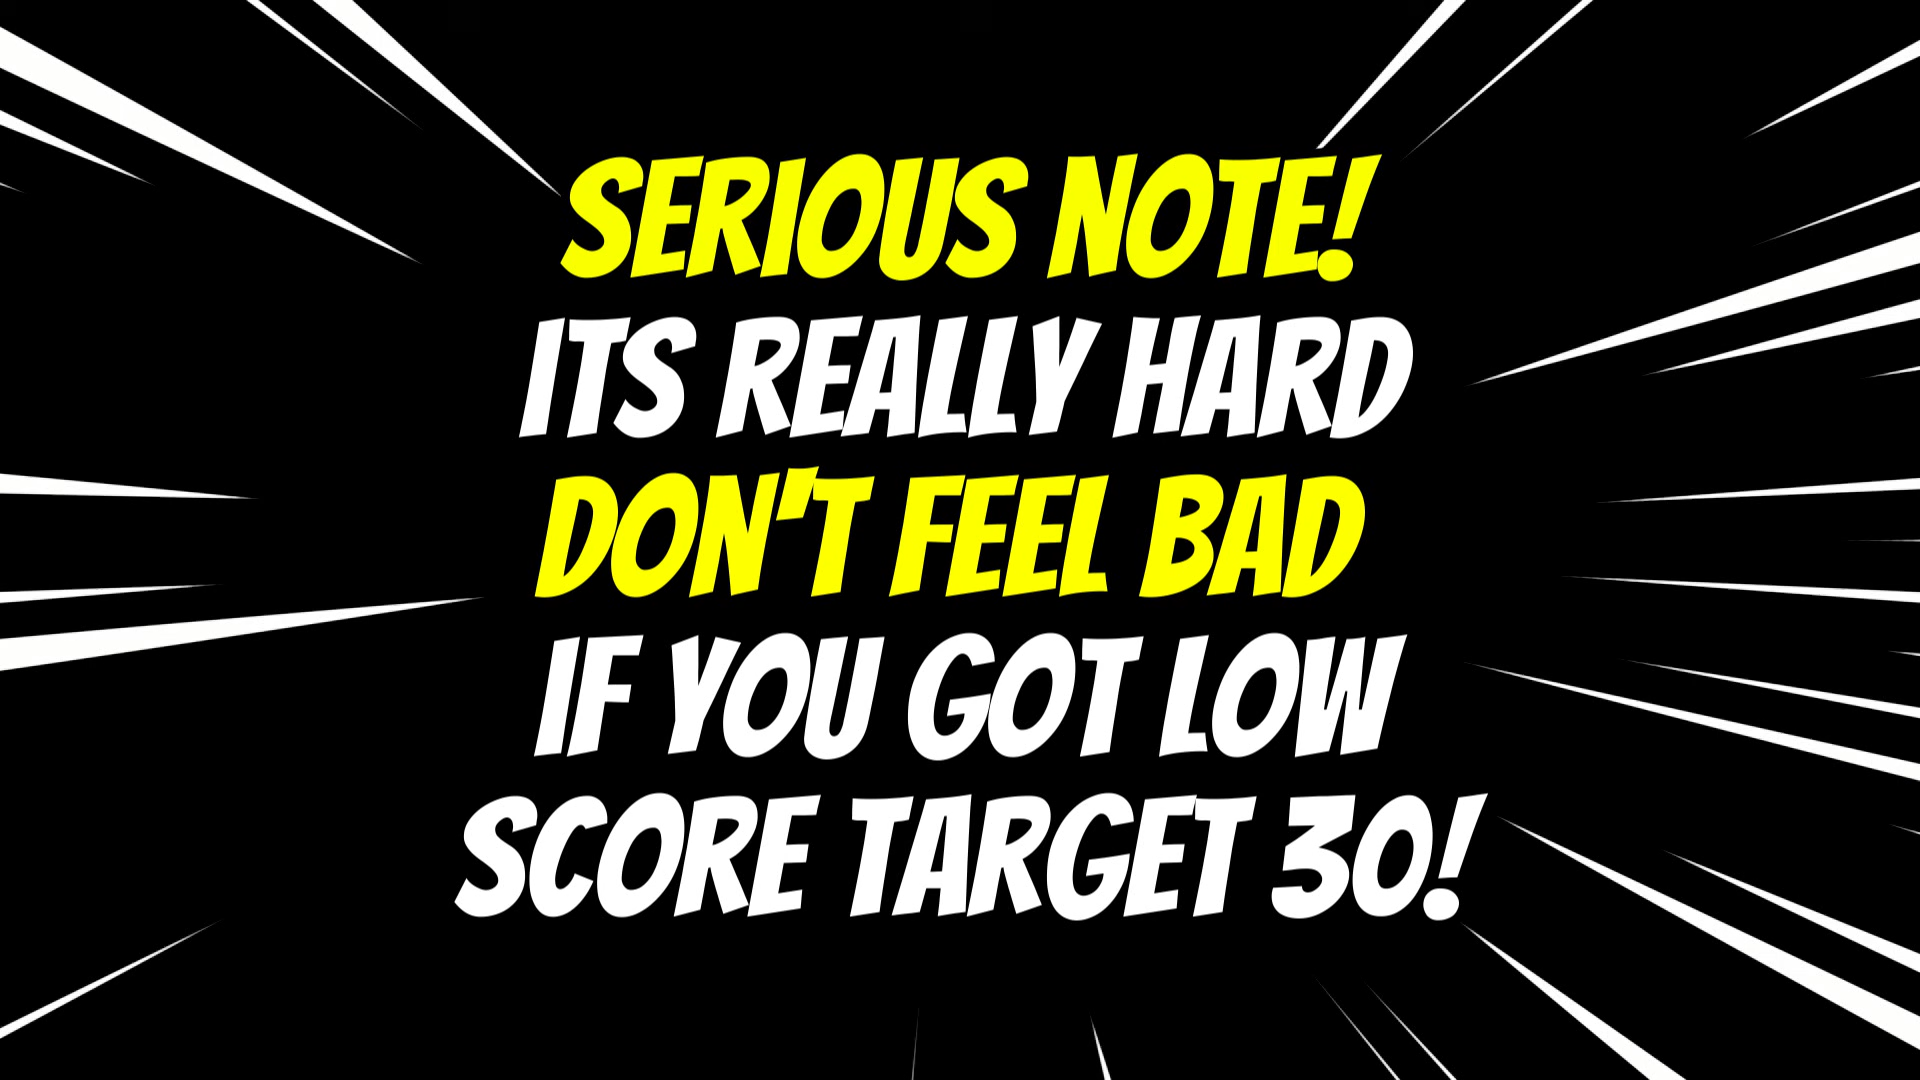 SERIOUS NOTE!
ITS REALLY HARD
DON'T FEEL BAD
IF YOU GOT LOW
SCORE TARGET 30!